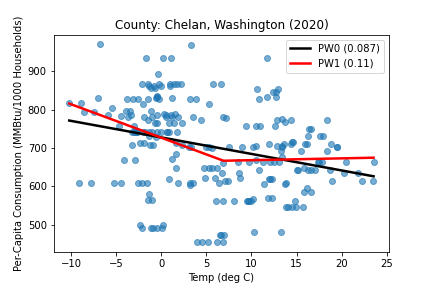 County: Chelan, Washington (2020)
PW0 (0.087)
PW1 (0.11)
Per-Capita Consumption (MMBtu/1000 Households)
900
800
700
600
500
−10
−5
0
5
10
15
20
25
Temp (deg C)